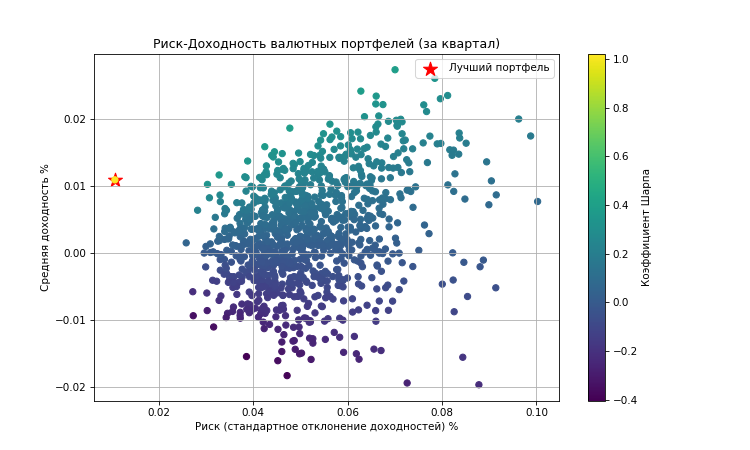 Риск-Доходность валютных портфелей (за квартал)
Лучший портфель
Средняя доходность %
0.02
0.01
0.00
−0.01
−0.02
0.02 0.04 0.06 0.08 0.10
Риск (стандартное отклонение доходностей) %
1.0
0.8
0.6
0.4
0.2
0.0
−0.2
−0.4
Коэффициент Шарпа